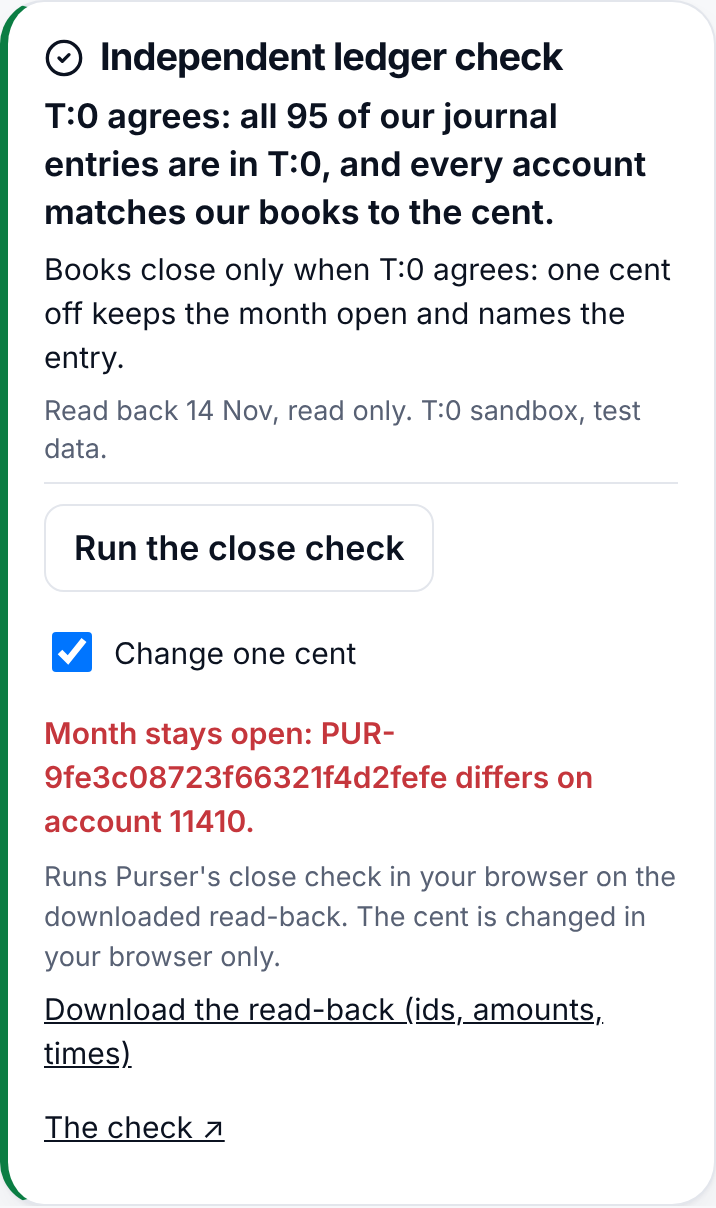 Independent ledger check
T:0 agrees: all 95 of our journal
entries are in T:0, and every account
matches our books to the cent.
Books close only when T:0 agrees: one cent
off keeps the month open and names the
entry.
Read back 14 Nov, read only. T:0 sandbox, test
data.
Run the close check
Change one cent
Month stays open: PUR-
9fe3c08723f66321f4d2fefe differs on
account 11410.
Runs Purser's close check in your browser on the
downloaded read-back. The cent is changed in
your browser only.
Download the read-back (ids, amounts,
times)
The check ↗